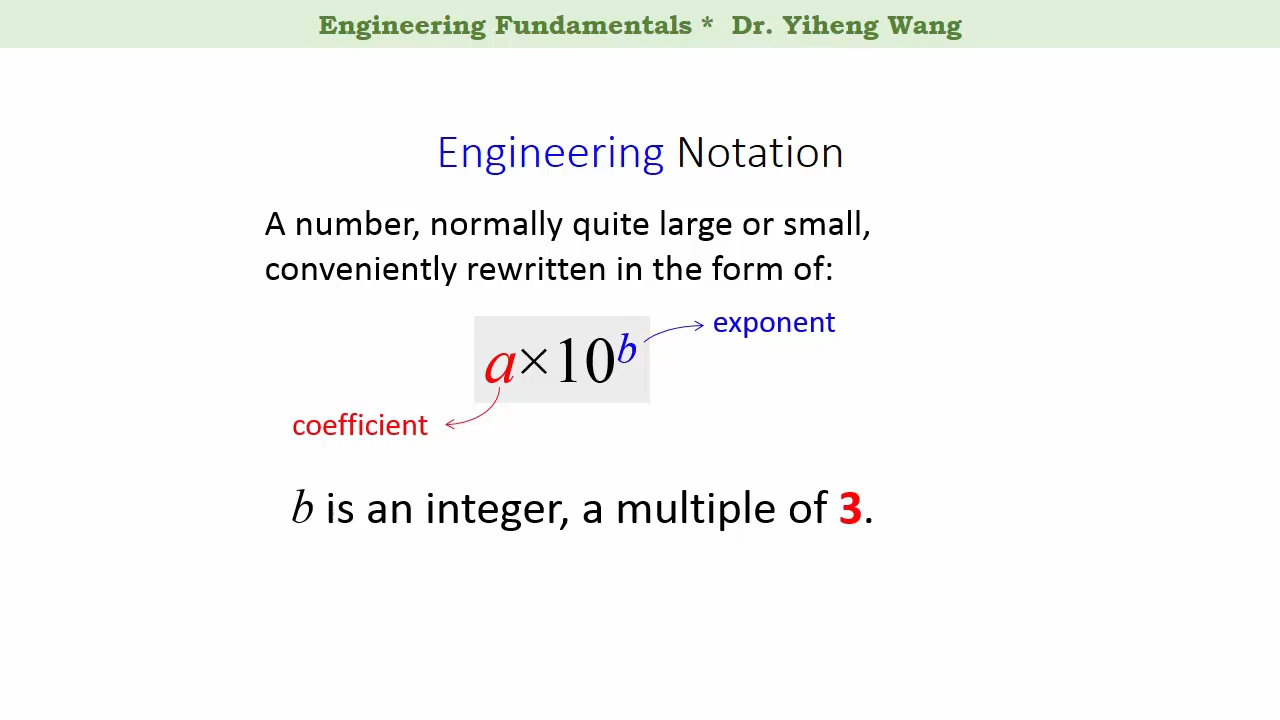 Engineering Fundamentals * Dr. Yiheng Wang
Engineering Notation
A number, normally quite large or small,
conveniently rewritten in the form of:
exponent
a×10^b
coefficient
b is an integer, a multiple of 3.